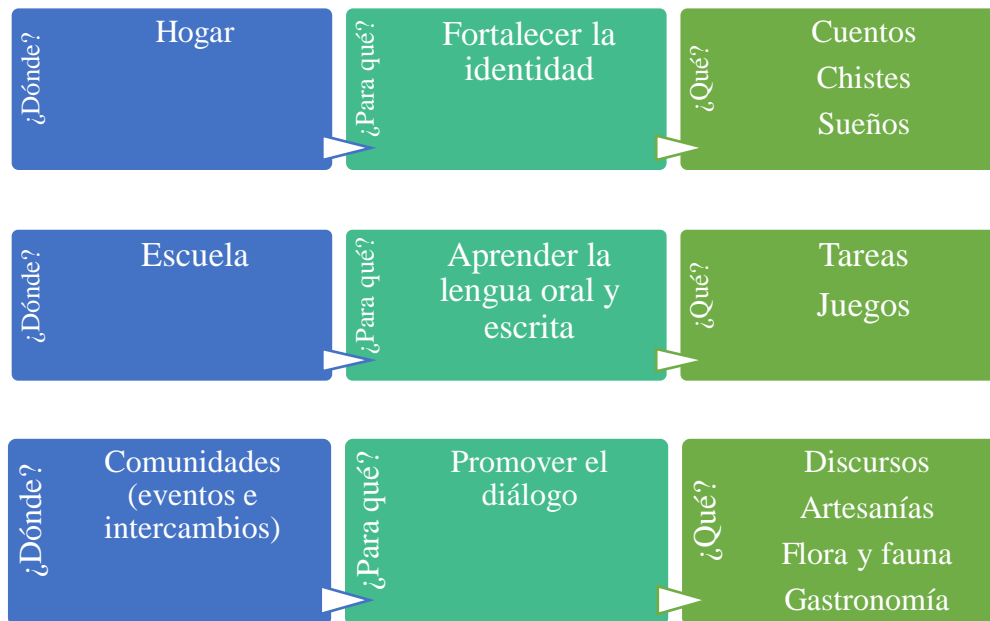 ¿Dónde?
Hogar
¿Para qué?
Fortalecer la
identidad
¿Qué?
Cuentos
Chistes
Sueños
¿Dónde?
Escuela
¿Para qué?
Aprender la
lengua oral y
escrita
¿Qué?
Tareas
Juegos
¿Dónde?
Comunidades
(eventos e
intercambios)
¿Para qué?
Promover el
diálogo
¿Qué?
Discursos
Artesanías
Flora y fauna
Gastronomía